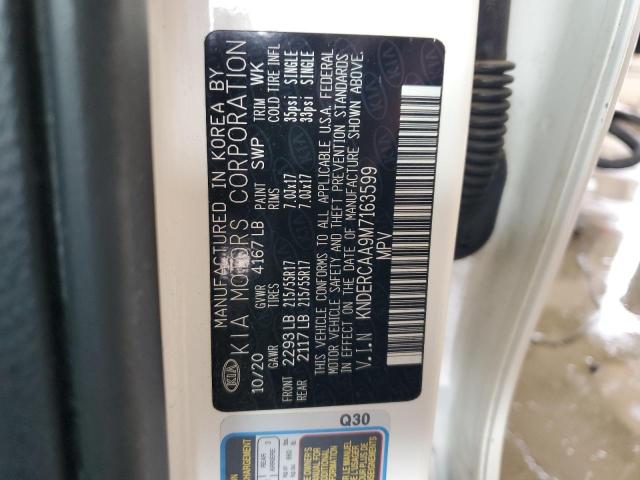 MANUFACTURED IN KOREA BY
KIA MOTORS CORPORATION
10/20 GVWR 4167 LB PAINT SWP TRIM WK
GAWR TIRES RIMS COLD TIRE INFL
FRONT 2293 LB 215/55R17 7.0Jx17 35psi SINGLE
REAR 2117 LB 215/55R17 7.0Jx17 33psi SINGLE
THIS VEHICLE CONFORMS TO ALL APPLICABLE U.S.A. FEDERAL
MOTOR VEHICLE SAFETY AND THEFT PREVENTION STANDARDS
IN EFFECT ON THE DATE OF MANUFACTURE SHOWN ABOVE.
V.I.N KNDERCAA9M7163599
MPV
KIA
Q30
REAR
ARRIÈRE